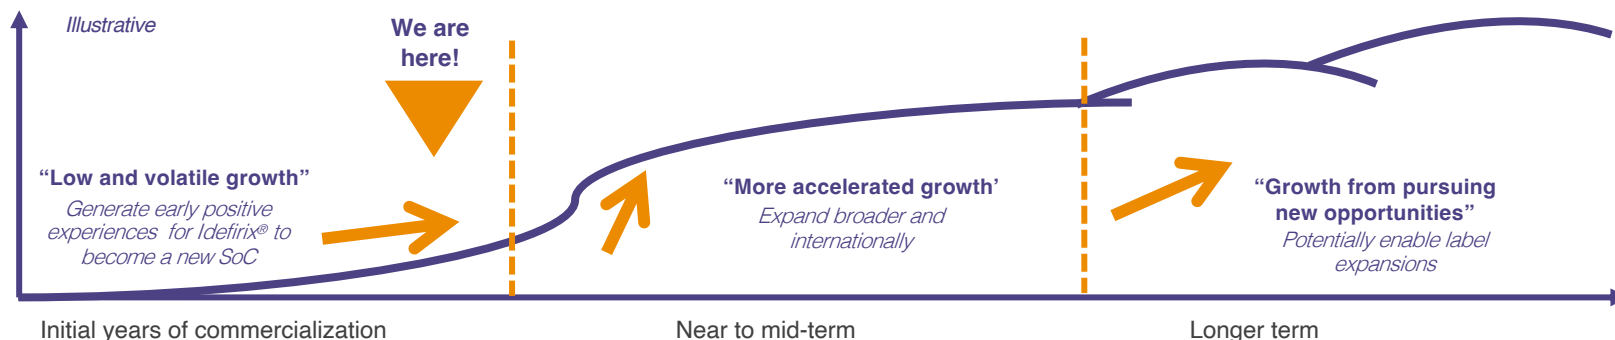 Illustrative
We are
here!
“Low and volatile growth”
Generate early positive
experiences for Idefirix® to
become a new SoC
“More accelerated growth’
Expand broader and
internationally
“Growth from pursuing
new opportunities”
Potentially enable label
expansions
Initial years of commercialization
Near to mid-term
Longer term